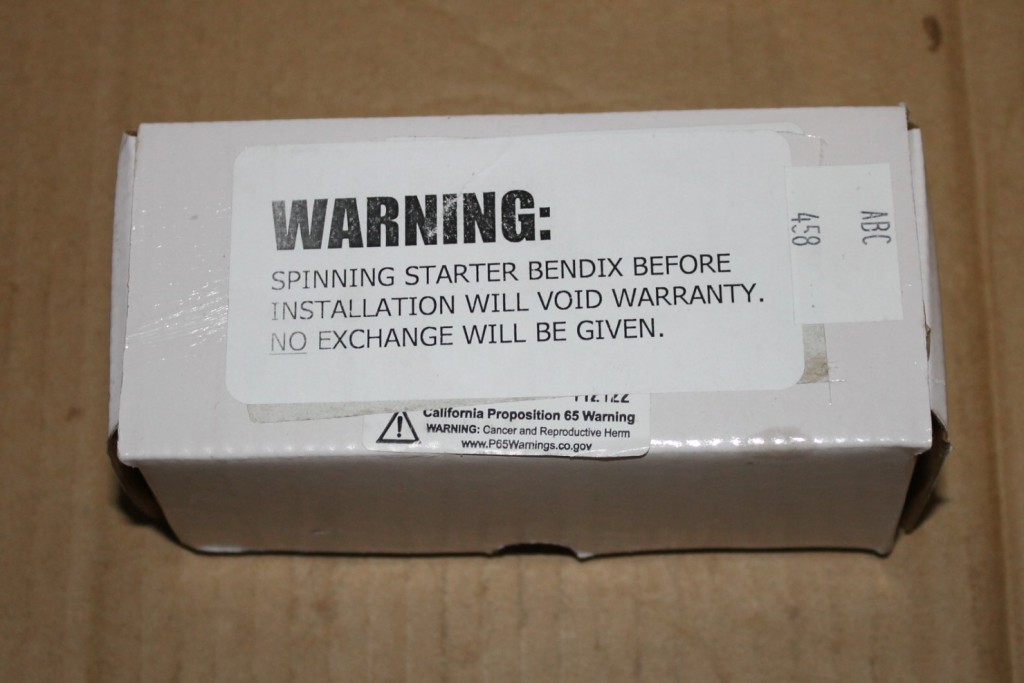 WARNING:
SPINNING STARTER BENDIX BEFORE
INSTALLATION WILL VOID WARRANTY.
NO EXCHANGE WILL BE GIVEN.
ABC
458
California Proposition 65 Warning
WARNING: Cancer and Reproductive Herm
www.P65Warnings.co.gov